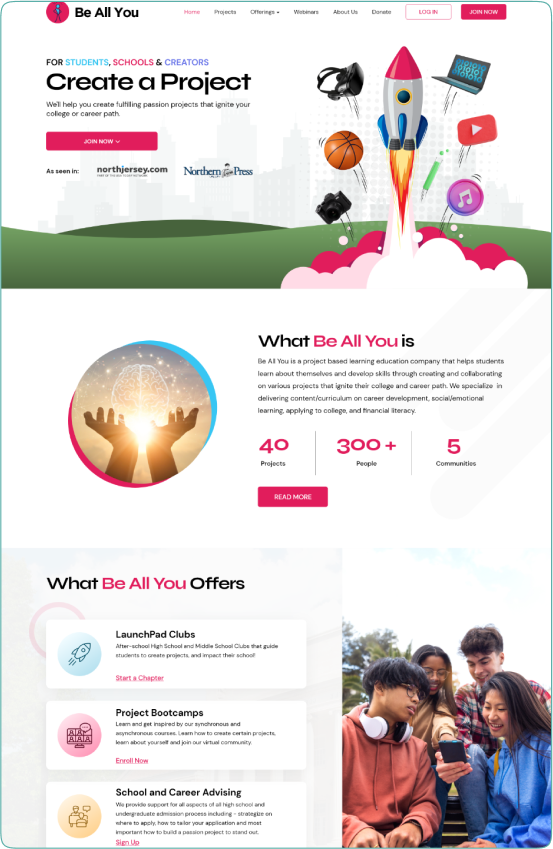 Be All You
Home Projects Offerings Webinars About Us Donate LOG IN JOIN NOW
FOR STUDENTS, SCHOOLS & CREATORS
Create a Project
We'll help you create fulfilling passion projects that ignite your
college or career path.
JOIN NOW
As seen in: northjersey.com Northern Press
PART OF THE USA TODAY NETWORK
What Be All You is
Be All You is a project based learning education company that helps students
learn about themselves and develop skills through creating and collaborating
on various projects that ignite their college and career path. We specialize in
delivering content/curriculum on career development, social/emotional
learning, applying to college, and financial literacy.
40 300 + 5
Projects People Communities
READ MORE
What Be All You Offers
LaunchPad Clubs
After-school High School and Middle School Clubs that guide
students to create projects, and impact their school!
Start a Chapter
Project Bootcamps
Learn and get inspired by our synchronous and
asynchronous courses. Learn how to create certain projects,
learn about yourself and join our virtual community.
Enroll Now
School and Career Advising
We provide support for all aspects of all high school and
undergraduate admission process including - strategize on
where to apply, how to tailor your application and most
important how to build a passion project to stand out.
Sign Up